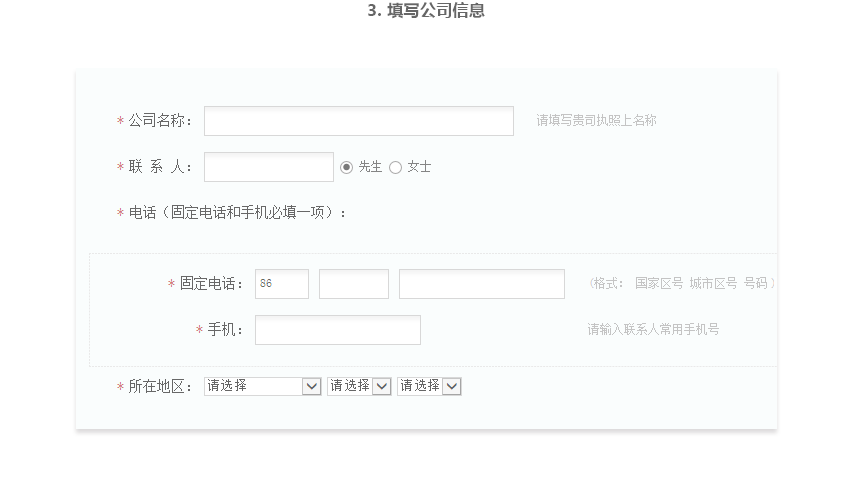 3. 填写公司信息
* 公司名称： 请填写贵司执照上名称
* 联 系 人： 先生 女士
* 电话（固定电话和手机必填一项）：
* 固定电话： 86 (格式： 国家区号 城市区号 号码)
* 手机： 请输入联系人常用手机号
* 所在地区： 请选择 请选择 请选择